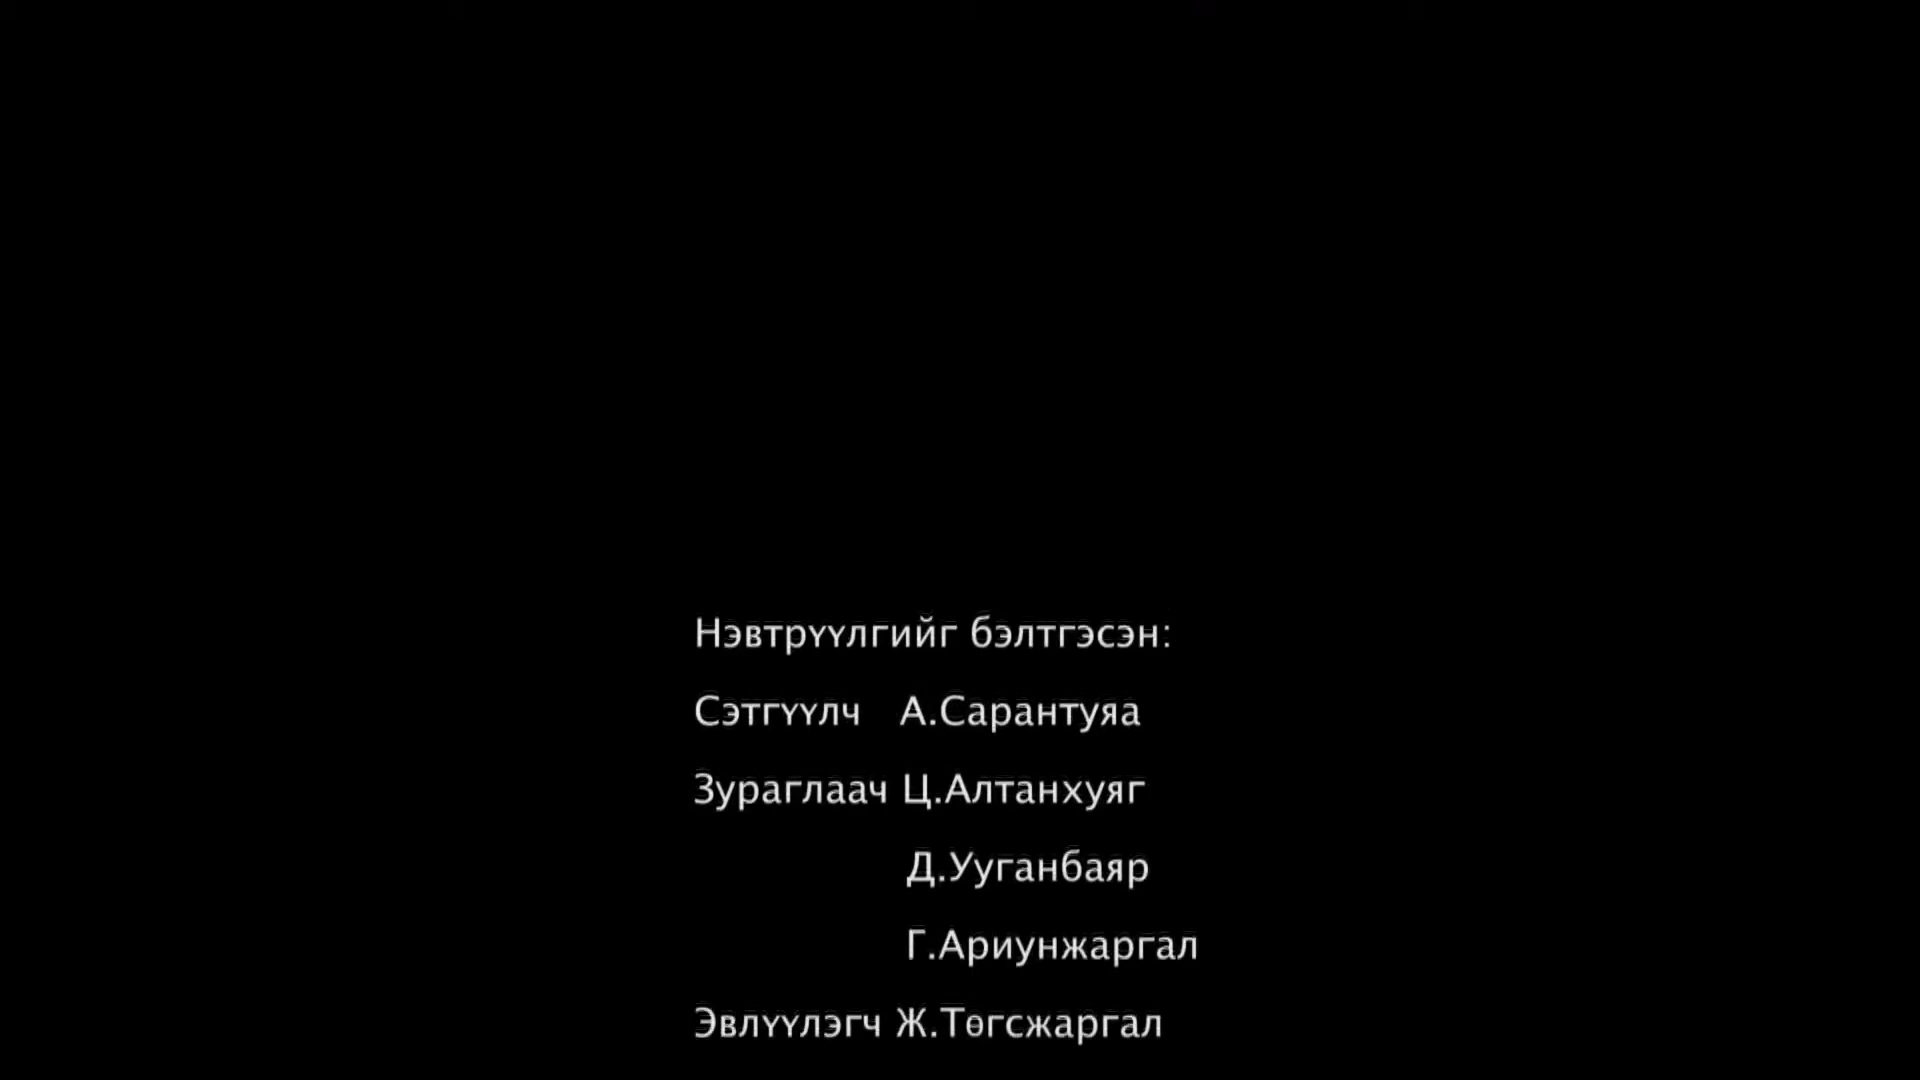 Нэвтрүүлгийг бэлтгэсэн:
Сэтгүүлч А.Сарантуяа
Зураглаач Ц.Алтанхуяг
Д.Ууганбаяр
Г.Ариунжаргал
Эвлүүлэгч Ж.Төгсжаргал